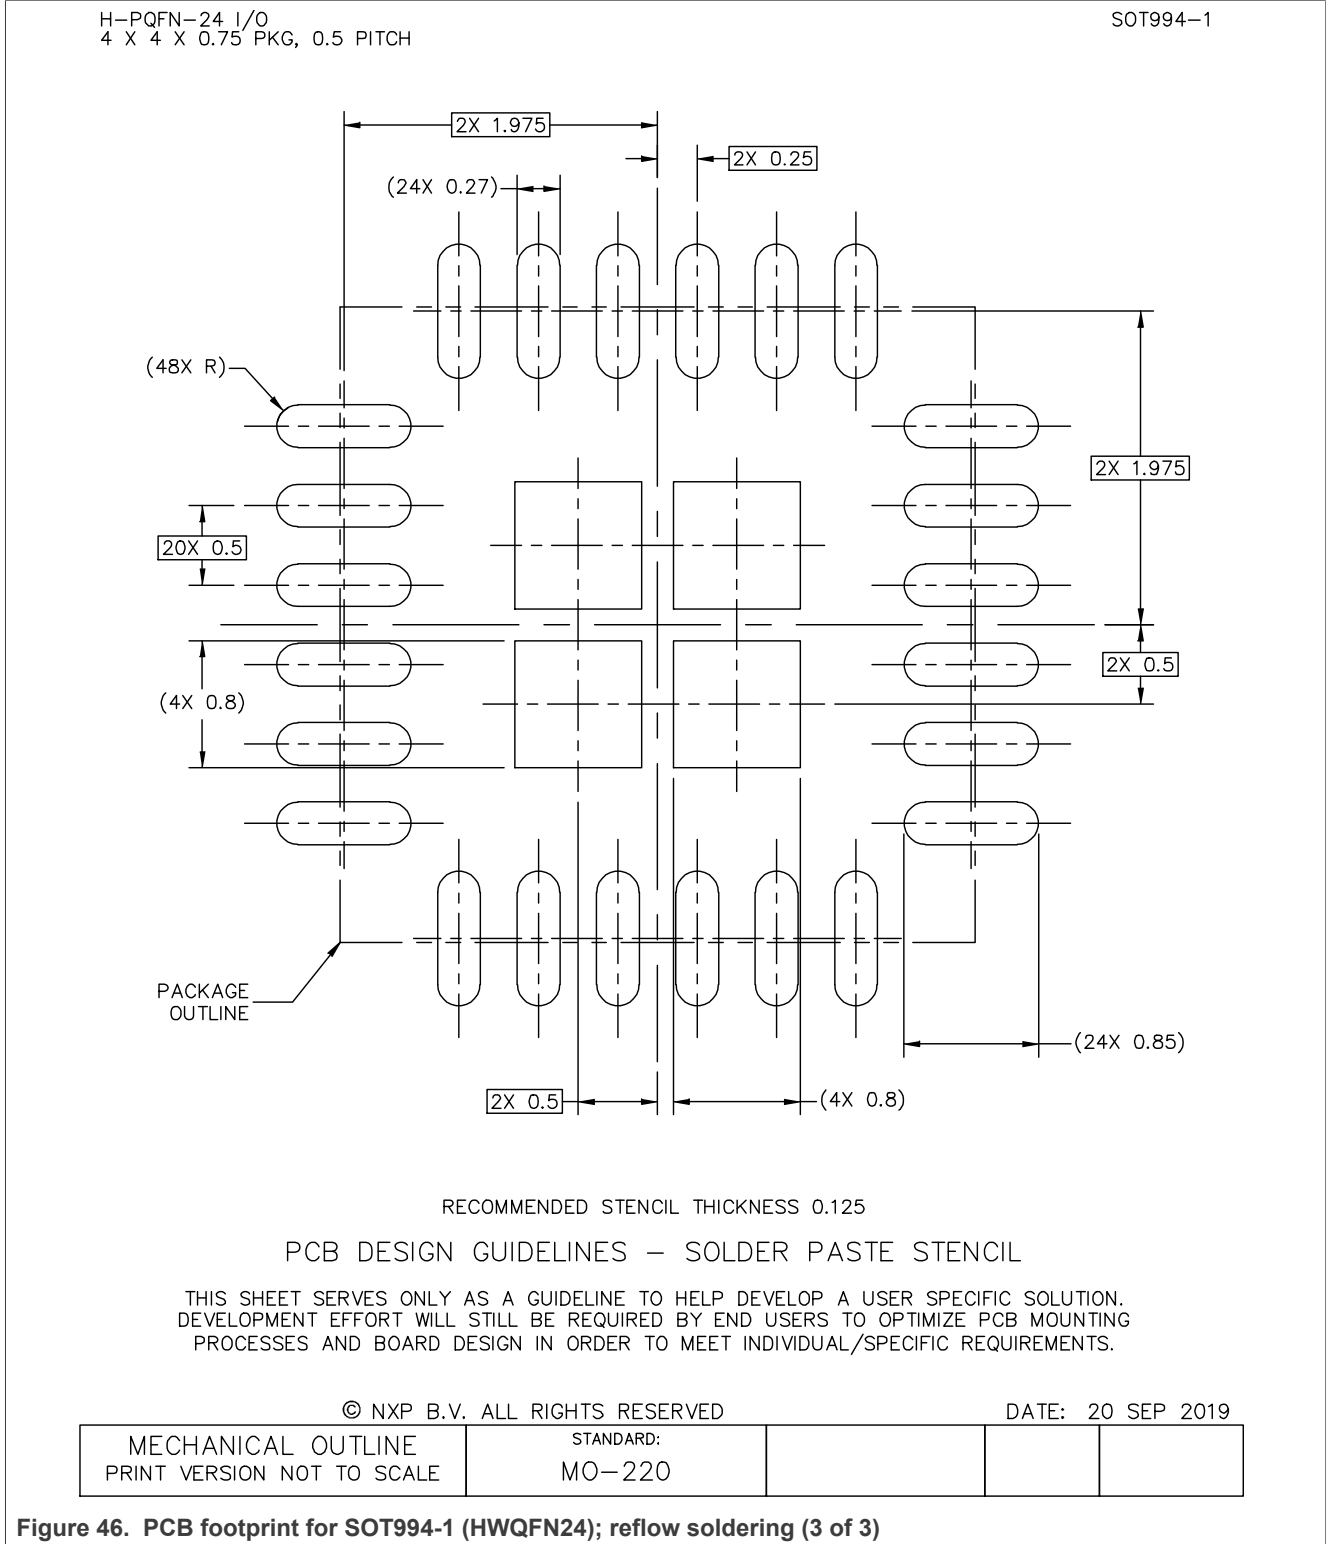 H-PQFN-24 I/O
4 X 4 X 0.75 PKG, 0.5 PITCH
SOT994-1
2X 1.975
2X 0.25
(24X 0.27)
(48X R)
2X 1.975
20X 0.5
2X 0.5
(4X 0.8)
PACKAGE
OUTLINE
(24X 0.85)
2X 0.5
(4X 0.8)
RECOMMENDED STENCIL THICKNESS 0.125
PCB DESIGN GUIDELINES – SOLDER PASTE STENCIL
THIS SHEET SERVES ONLY AS A GUIDELINE TO HELP DEVELOP A USER SPECIFIC SOLUTION.
DEVELOPMENT EFFORT WILL STILL BE REQUIRED BY END USERS TO OPTIMIZE PCB MOUNTING
PROCESSES AND BOARD DESIGN IN ORDER TO MEET INDIVIDUAL/SPECIFIC REQUIREMENTS.
© NXP B.V. ALL RIGHTS RESERVED
DATE: 20 SEP 2019
MECHANICAL OUTLINE
PRINT VERSION NOT TO SCALE
STANDARD:
MO-220
Figure 46. PCB footprint for SOT994-1 (HWQFN24); reflow soldering (3 of 3)